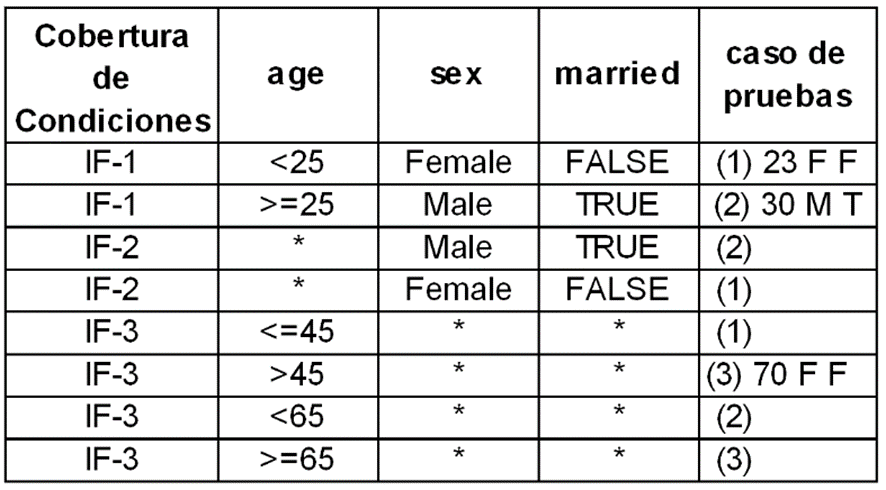 Cobertura de Condiciones age sex married caso de pruebas
IF-1 <25 Female FALSE (1) 23 F F
IF-1 >=25 Male TRUE (2) 30 M T
IF-2 * Male TRUE (2)
IF-2 * Female FALSE (1)
IF-3 <=45 * * (1)
IF-3 >45 * * (3) 70 F F
IF-3 <65 * * (2)
IF-3 >=65 * * (3)